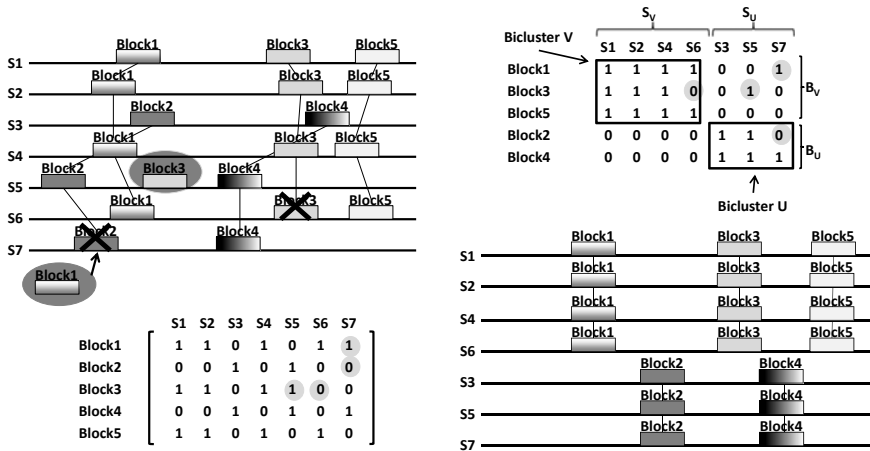 Block1 Block3 Block5
S1
Block1 Block3 Block5
S2
Block2 Block4
S3
Block1 Block3 Block5
S4
Block2 Block3 Block4
S5
Block1 Block3 Block5
S6
Block2 Block4
S7
Block1
S1 S2 S3 S4 S5 S6 S7
Block1 1 1 0 1 0 1 1
Block2 0 0 1 0 1 0 0
Block3 1 1 0 1 1 0 0
Block4 0 0 1 0 1 0 1
Block5 1 1 0 1 0 1 0
SV SU
Bicluster V
S1 S2 S4 S6 S3 S5 S7
Block1 1 1 1 1 0 0 1
Block3 1 1 1 0 0 1 0 BV
Block5 1 1 1 1 0 0 0
Block2 0 0 0 0 1 1 0
Block4 0 0 0 0 1 1 1 BU
Bicluster U
Block1 Block3 Block5
S1
Block1 Block3 Block5
S2
Block1 Block3 Block5
S4
Block1 Block3 Block5
S6
Block2 Block4
S3
Block2 Block4
S5
Block2 Block4
S7